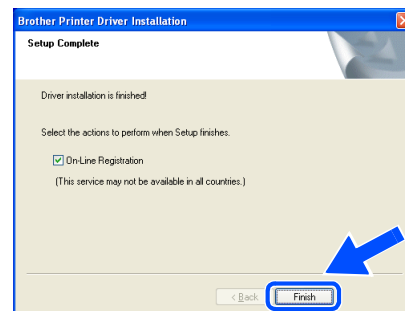 Brother Printer Driver Installation
Setup Complete
Driver installation is finished!
Select the actions to perform when Setup finishes.
On-Line Registration
(This service may not be available in all countries.)
< Back
Finish